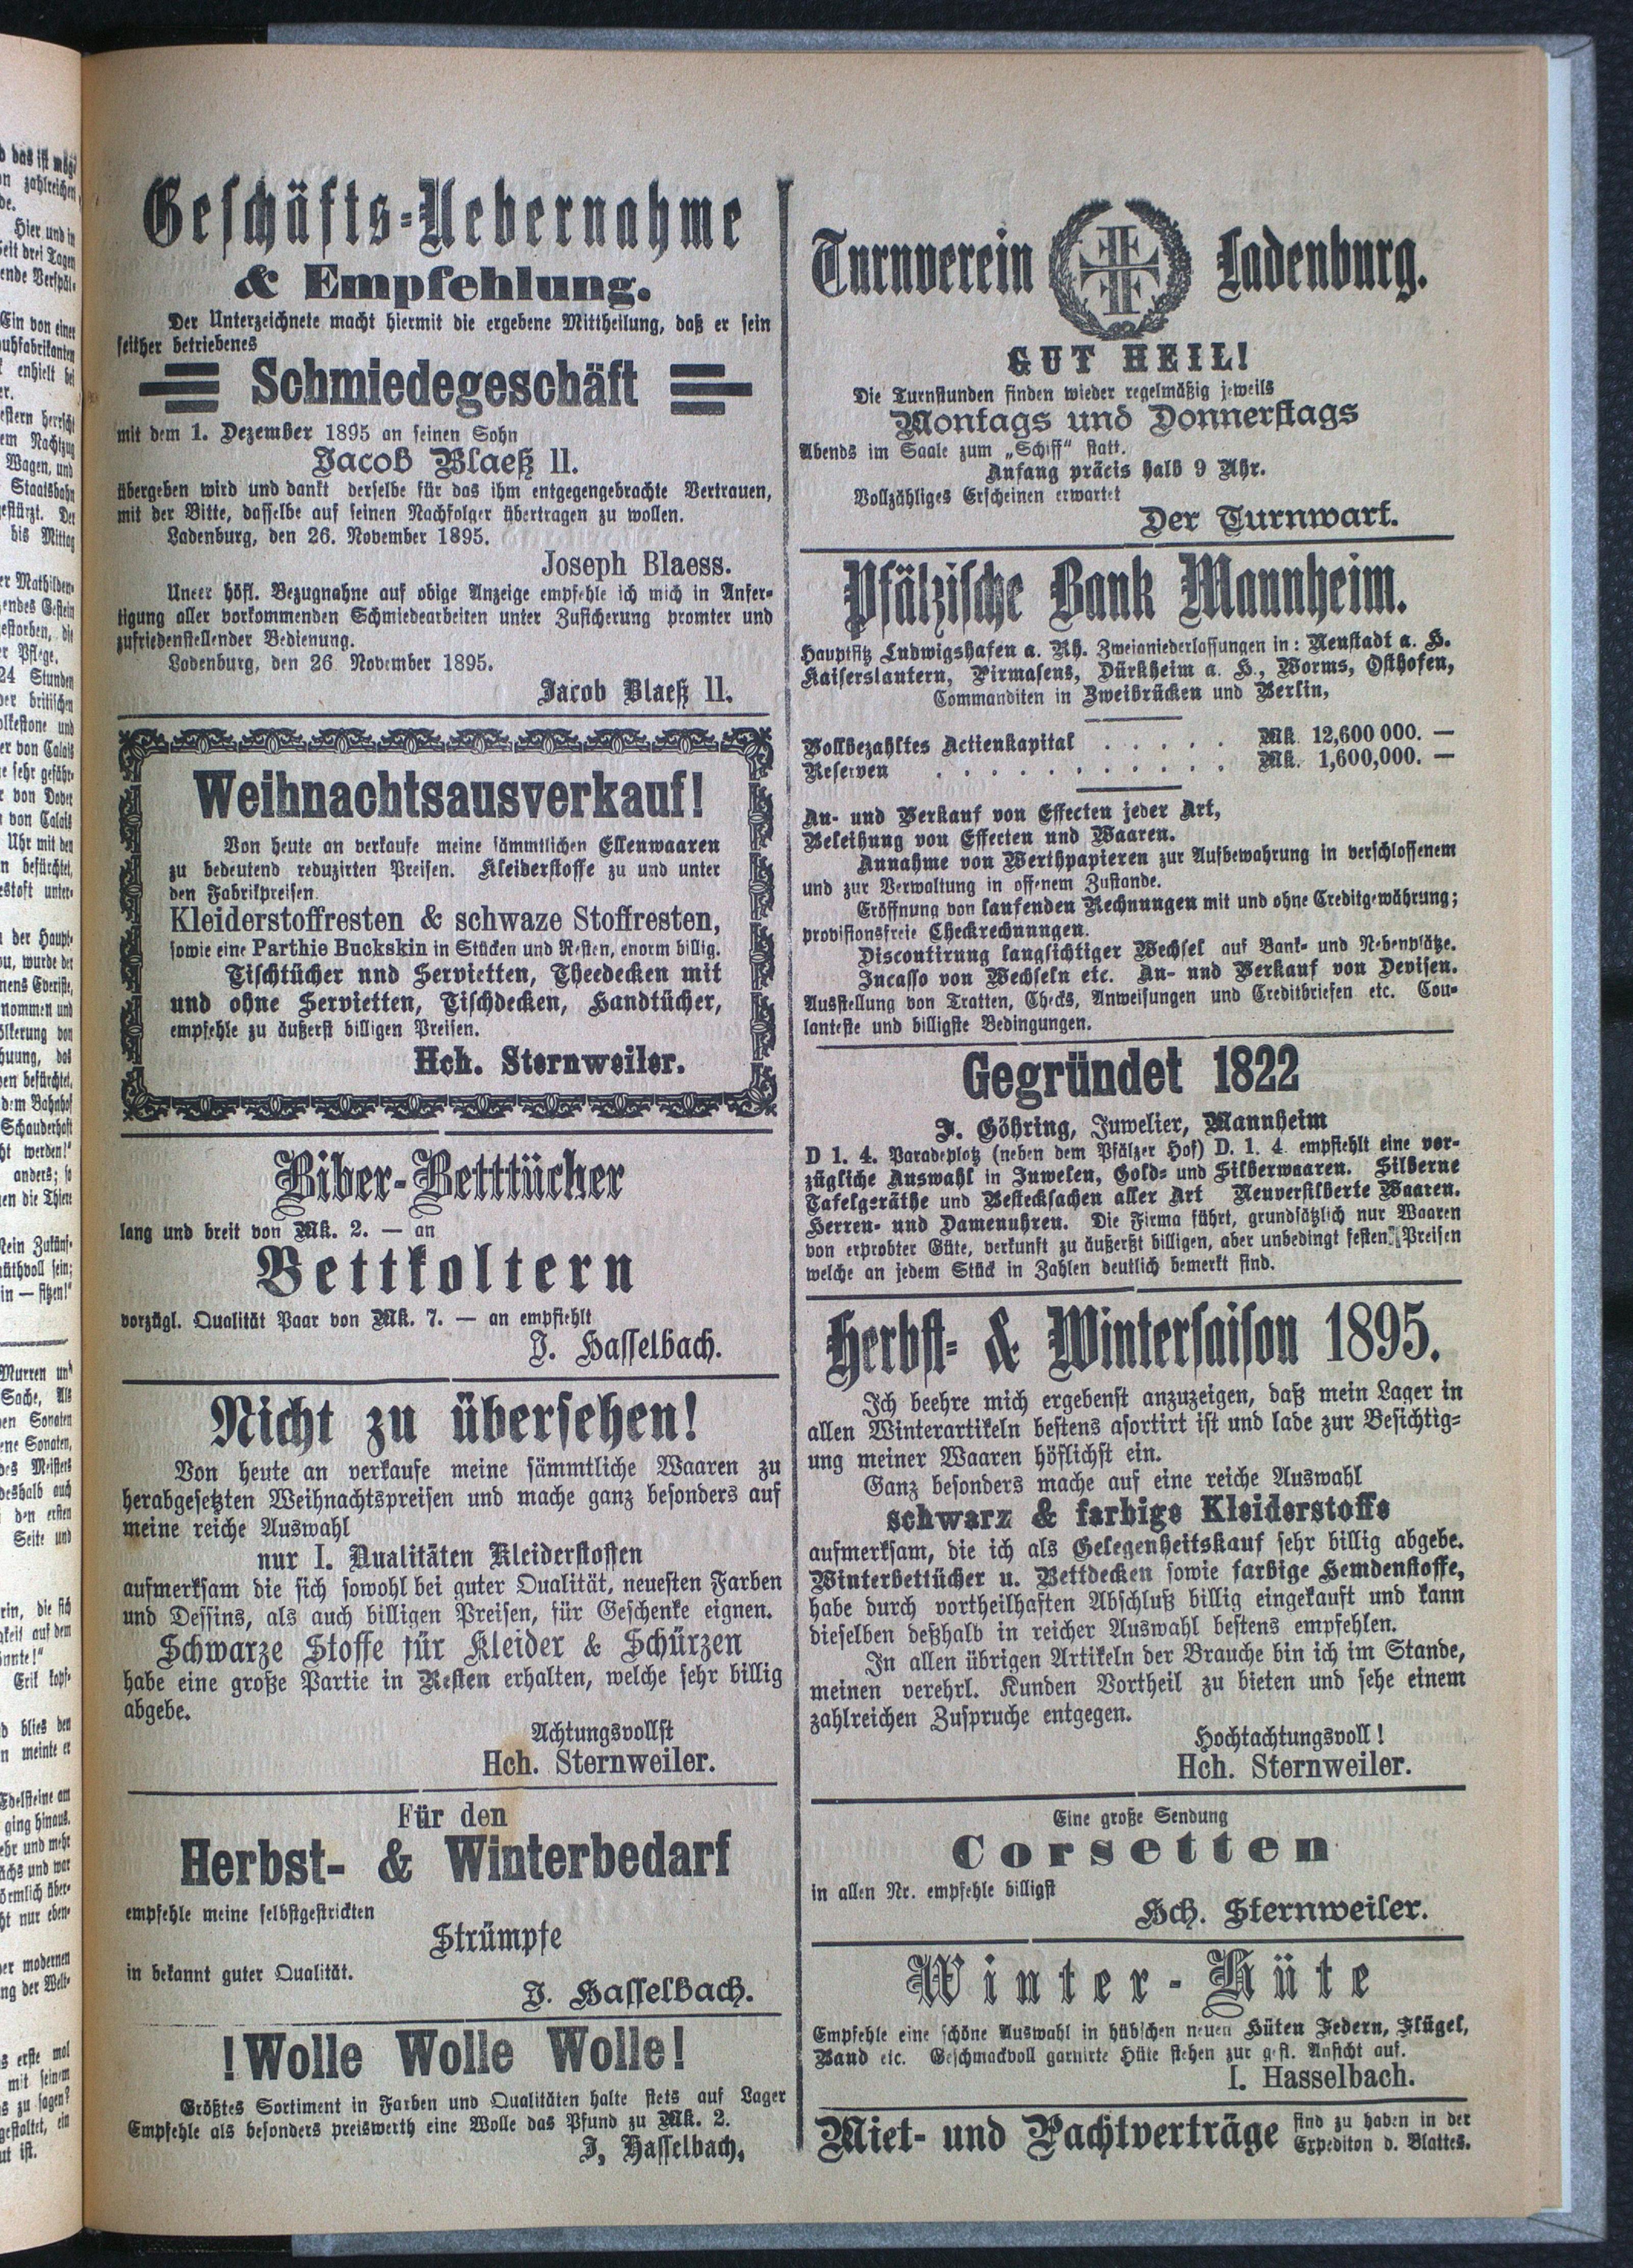 Geschäfts-Uebernahme
& Empfehlung.
Der Unterzeichnete macht hiermit die ergebene Mittheilung, daß er sein
seither betriebenes
Schmiedegeschäft
mit dem 1. Dezember 1895 an seinen Sohn
Jacob Blaeß II.
übergeben wird und dankt derselbe für das ihm entgegengebrachte Vertrauen,
mit der Bitte, dasselbe auf seinen Nachfolger übertragen zu wollen.
Ladenburg, den 26. November 1895.
Joseph Blaess.
Unter höfl. Bezugnahme auf obige Anzeige empfehle ich mich in Anfer-
tigung aller vorkommenden Schmiedearbeiten unter Zusicherung promter und
zufriedenstellender Bedienung.
Ladenburg, den 26. November 1895.
Jacob Blaeß II.
Weihnachtsausverkauf!
Von heute an verkaufe meine sämmtlichen Ellenwaaren
zu bedeutend reduzirten Preisen. Kleiderstoffe zu und unter
den Fabrikpreisen.
Kleiderstoffresten & schwaze Stoffresten,
sowie eine Parthie Buckskin in Stücken und Resten, enorm billig.
Tischtücher nnd Servietten, Theedecken mit
und ohne Servietten, Tischdecken, Handtücher,
empfehle zu äußerst billigen Preisen.
Hch. Sternweiler.
Biber-Betttücher
lang und breit von Mk. 2. — an
Bettkoltern
vorzügl. Qualität Paar von Mk. 7. — an empfiehlt
J. Hasselbach.
Nicht zu übersehen!
Von heute an verkaufe meine sämmtliche Waaren zu
herabgesetzten Weihnachtspreisen und mache ganz besonders auf
meine reiche Auswahl
nur I. Qualitäten Kleiderstoffen
aufmerksam die sich sowohl bei guter Qualität, neuesten Farben
und Dessins, als auch billigen Preisen, für Geschenke eignen.
Schwarze Stoffe für Kleider & Schürzen
habe eine große Partie in Resten erhalten, welche sehr billig
abgebe.
Achtungsvollst
Hch. Sternweiler.
Für den
Herbst- & Winterbedarf
empfehle meine selbstgestrickten
Strümpfe
in bekannt guter Qualität.
J. Hasselbach.
!Wolle Wolle Wolle!
Größtes Sortiment in Farben und Qualitäten halte stets auf Lager
Empfehle als besonders preiswerth eine Wolle das Pfund zu Mk. 2.
J, Hasselbach,
Turnverein Ladenburg.
GUT HEIL!
Die Turnstunden finden wieder regelmäßig jeweils
Montags und Donnerstags
Abends im Saale zum „Schiff“ statt.
Anfang präcis halb 9 Uhr.
Vollzähliges Erscheinen erwartet
Der Turnwart.
Pfälzische Bank Mannheim.
Hauptsitz Ludwigshafen a. Rh. Zweigniederlassungen in: Neustadt a. H.
Kaiserslautern, Pirmasens, Dürkheim a. H., Worms, Osthofen,
Commanditen in Zweibrücken und Berlin,
Vollbezahltes Actienkapital . . . . . Mk. 12,600 000. —
Reserven . . . . . . . . . . . Mk. 1,600,000. —
An- und Verkauf von Effecten jeder Art,
Beleihung von Effecten und Waaren.
Annahme von Werthpapieren zur Aufbewahrung in verschlossenem
und zur Verwaltung in offenem Zustande.
Eröffnung von laufenden Rechnungen mit und ohne Creditgewährung;
provisionsfreie Checkrechnungen.
Discontirung langsichtiger Wechsel auf Bank- und Nebenplätze.
Incasso von Wechseln etc. An- und Verkauf von Devisen.
Ausstellung von Tratten, Checks, Anweisungen und Creditbriefen etc. Cou-
lanteste und billigste Bedingungen.
Gegründet 1822
J. Göhring, Juwelier, Mannheim
D 1. 4. Paradeplatz (neben dem Pfälzer Hof) D. 1. 4. empfiehlt eine vor-
zügliche Auswahl in Juwelen, Gold- und Silberwaaren. Silberne
Tafelgeräthe und Bestecksachen aller Art Neuversilberte Waaren.
Herren- und Damenuhren. Die Firma führt, grundsätzlich nur Waaren
von erprobter Güte, verkunft zu äußerßt billigen, aber unbedingt festen Preisen
welche an jedem Stück in Zahlen deutlich bemerkt sind.
Herbst- & Wintersaison 1895.
Ich beehre mich ergebenst anzuzeigen, daß mein Lager in
allen Winterartikeln bestens asortirt ist und lade zur Besichtig-
ung meiner Waaren höflichst ein.
Ganz besonders mache auf eine reiche Auswahl
schwarz & farbige Kleiderstoffe
aufmerksam, die ich als Gelegenheitskauf sehr billig abgebe.
Winterbettücher u. Bettdecken sowie farbige Hemdenstoffe,
habe durch vortheilhaften Abschluß billig eingekauft und kann
dieselben deßhalb in reicher Auswahl bestens empfehlen.
In allen übrigen Artikeln der Brauche bin ich im Stande,
meinen verehrl. Kunden Vortheil zu bieten und sehe einem
zahlreichen Zuspruche entgegen.
Hochtachtungsvoll!
Hch. Sternweiler.
Eine große Sendung
Corsetten
in allen Nr. empfehle billigst
Hch. Sternweiler.
Winter-Hüte
Empfehle eine schöne Auswahl in hübschen neuen Hüten Federn, Flügel,
Band etc. Geschmackvoll garnirte Hüte stehen zur gefl. Ansicht auf.
I. Hasselbach.
Miet- und Pachtverträge sind zu haben in der
Expediton d. Blattes.